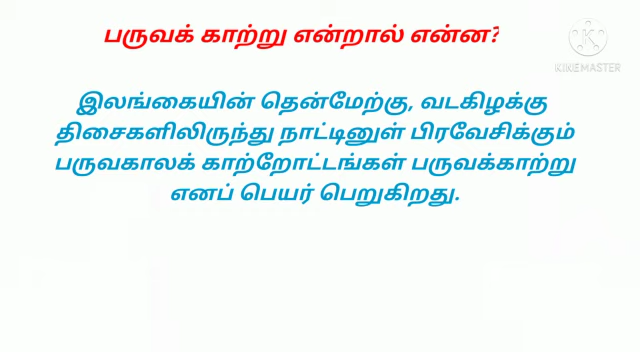 பருவக் காற்று என்றால் என்ன?
KINEMASTER
இலங்கையின் தென்மேற்கு, வடகிழக்கு
திசைகளிலிருந்து நாட்டினுள் பிரவேசிக்கும்
பருவகாலக் காற்றோட்டங்கள் பருவக்காற்று
எனப் பெயர் பெறுகிறது.